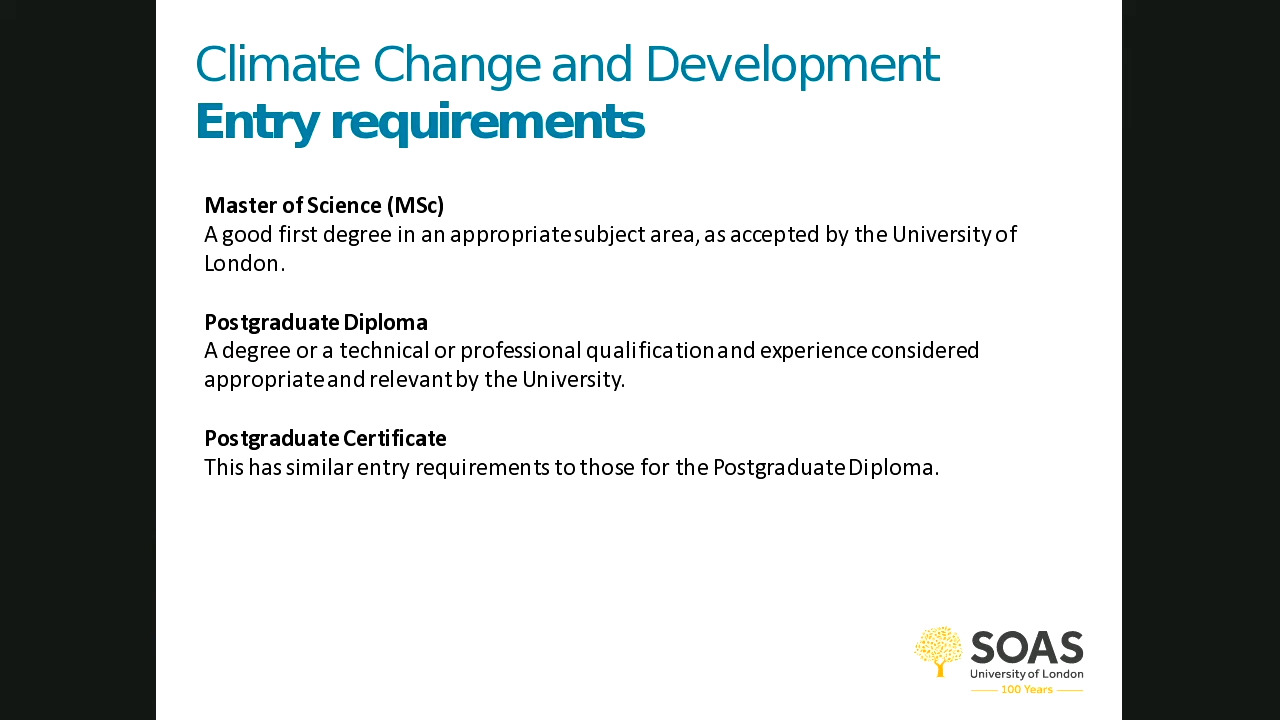 Climate Change and Development
Entry requirements
Master of Science (MSc)
A good first degree in an appropriate subject area, as accepted by the University of
London.
Postgraduate Diploma
A degree or a technical or professional qualification and experience considered
appropriate and relevant by the University.
Postgraduate Certificate
This has similar entry requirements to those for the Postgraduate Diploma.
SOAS
University of London
100 Years